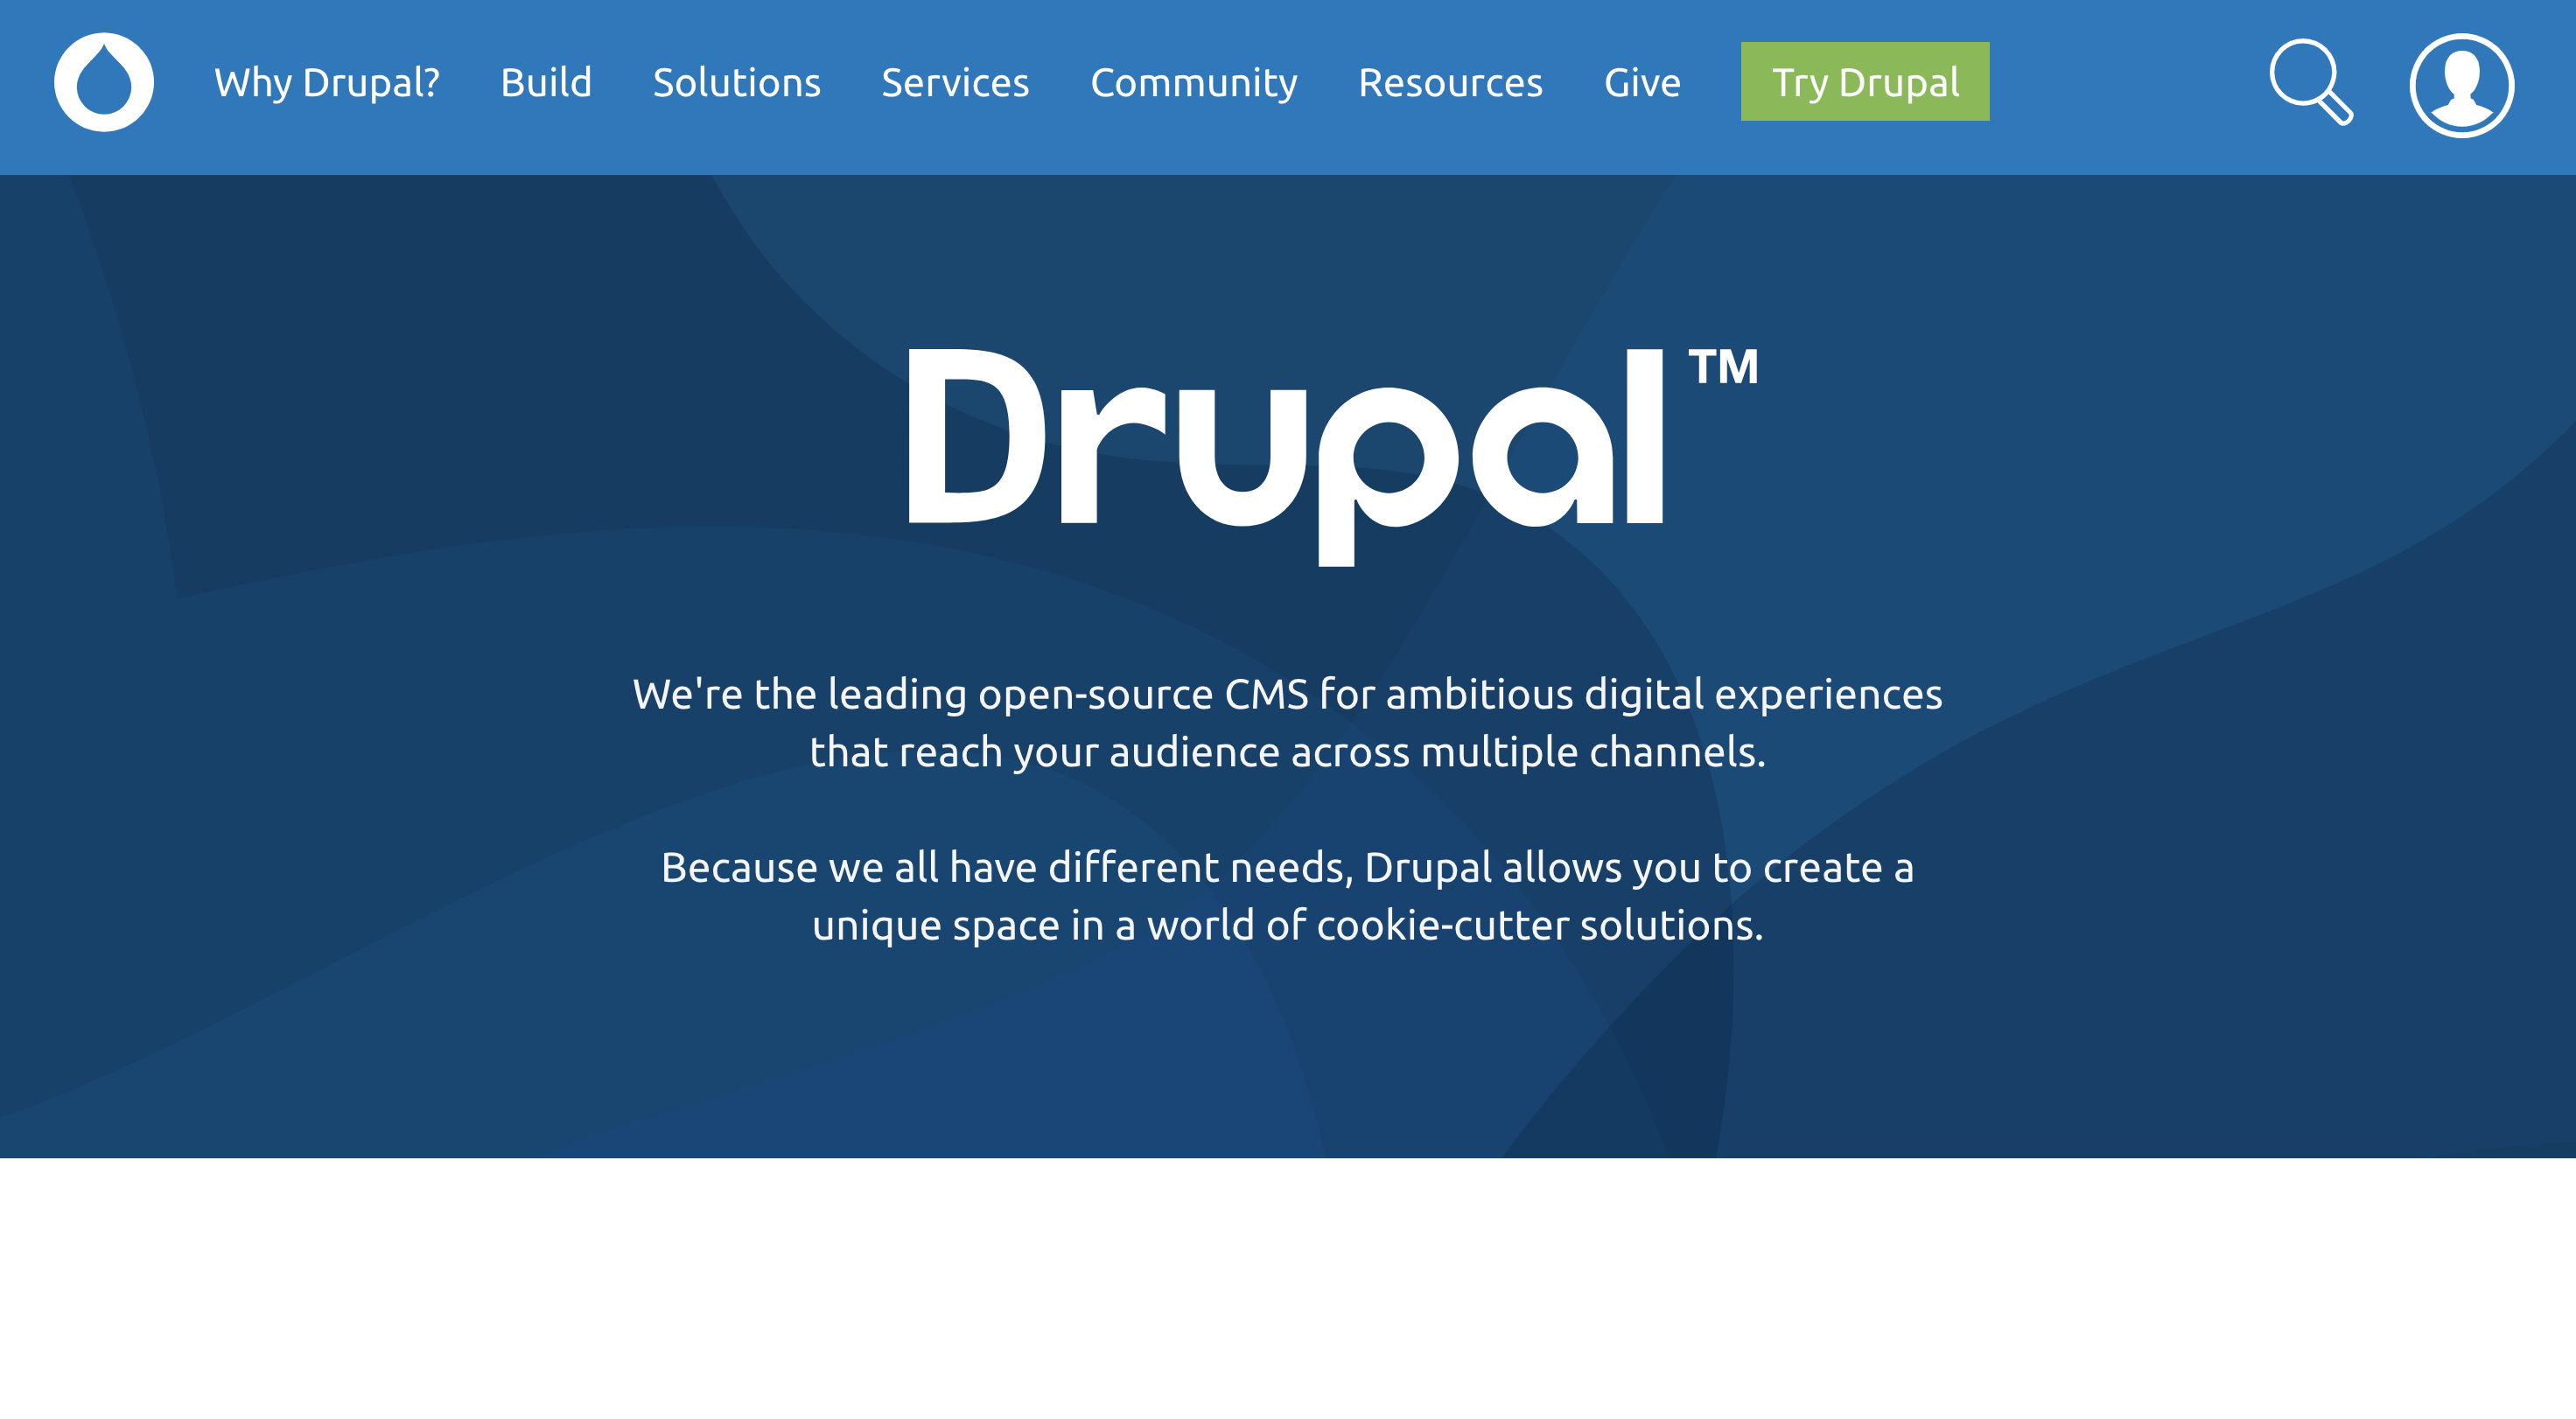 Why Drupal?
Build
Solutions
Services
Community
Resources
Give
Try Drupal
Drupal™
We're the leading open-source CMS for ambitious digital experiences
that reach your audience across multiple channels.
Because we all have different needs, Drupal allows you to create a
unique space in a world of cookie-cutter solutions.